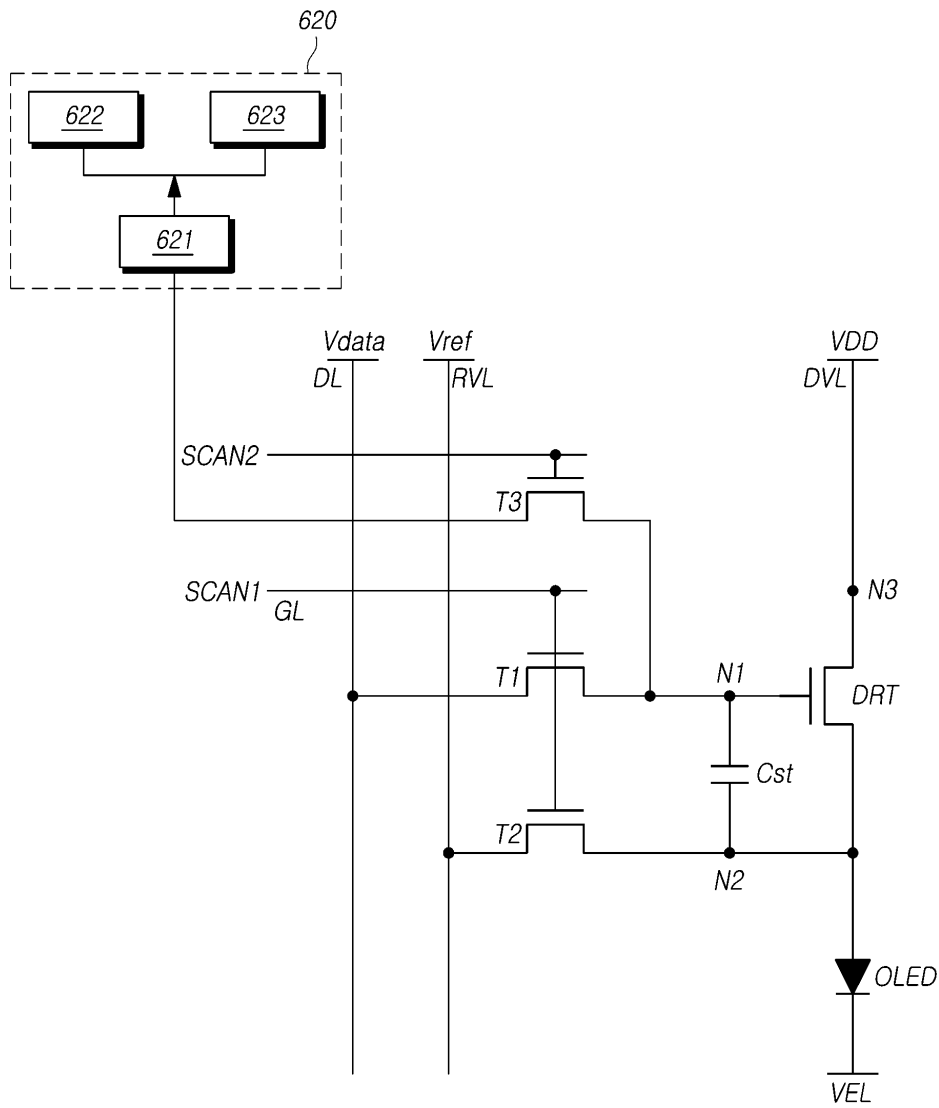 620
622
623
621
Vdata
Vref
VDD
DL
RVL
DVL
SCAN2
T3
SCAN1
GL
N3
T1
N1
DRT
Cst
T2
N2
OLED
VEL